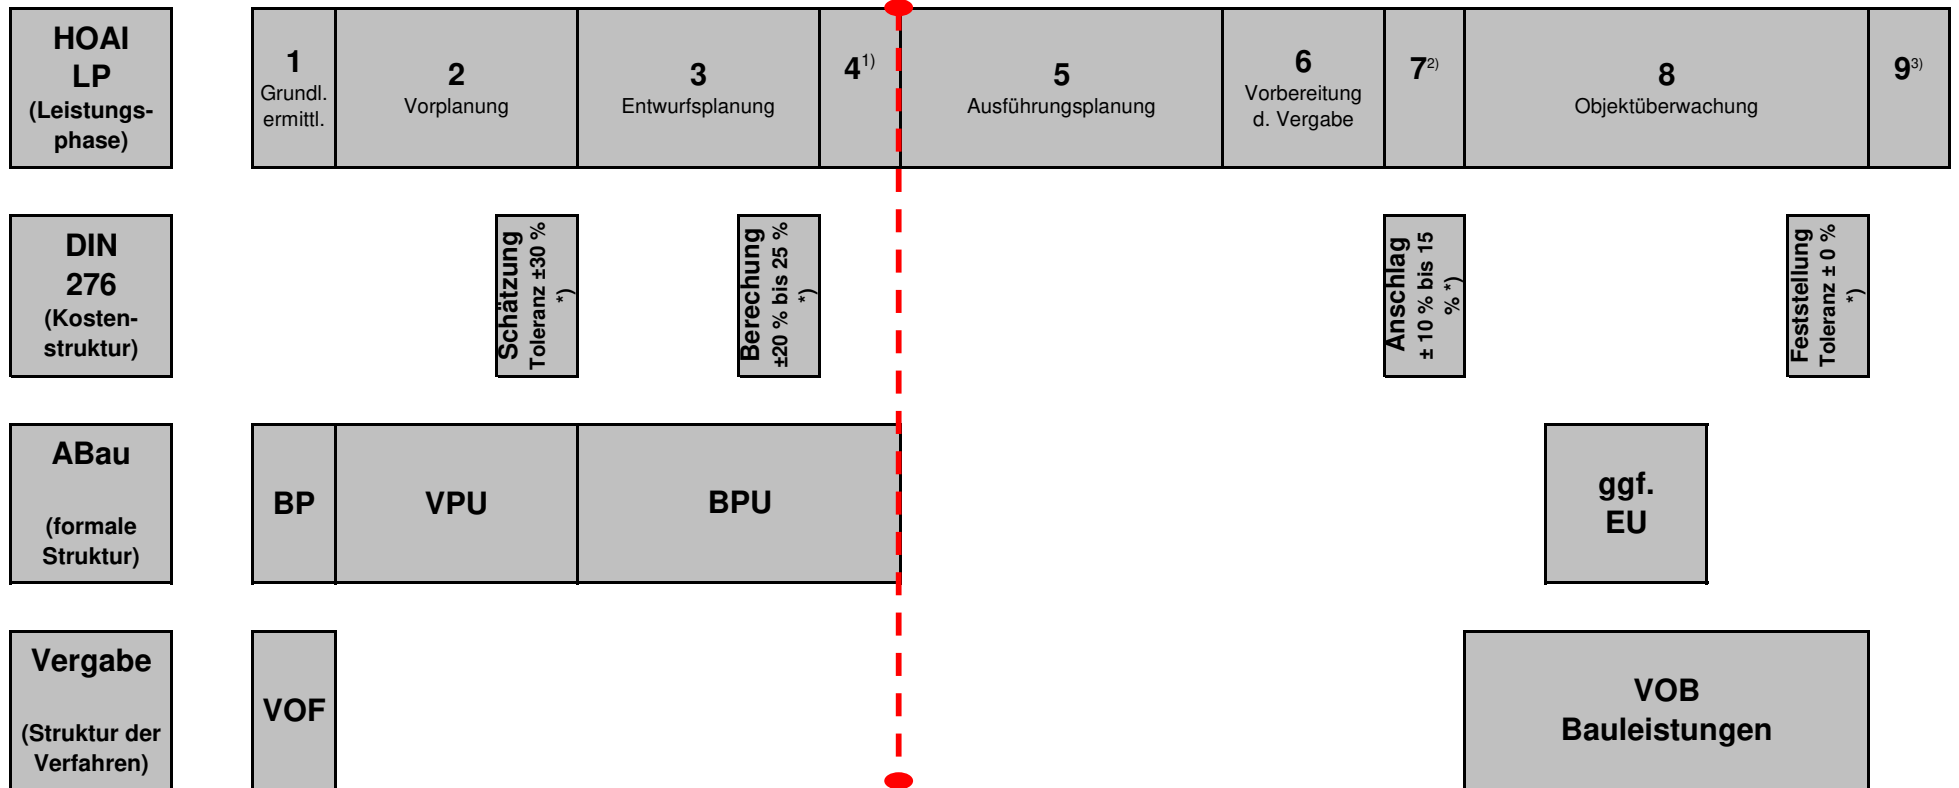 HOAI
LP
(Leistungs-
phase)
1
Grundl.
ermittl.
2
Vorplanung
3
Entwurfsplanung
4 1)
5
Ausführungsplanung
6
Vorbereitung
d. Vergabe
7 2)
8
Objektüberwachung
9 3)
DIN
276
(Kosten-
struktur)
Schätzung
Toleranz ±30 %
*)
Berechung
±20 % bis 25 %
*)
Anschlag
± 10 % bis 15
% *)
Feststellung
Toleranz ± 0 %
*)
ABau
(formale
Struktur)
BP
VPU
BPU
ggf.
EU
Vergabe
(Struktur der
Verfahren)
VOF
VOB
Bauleistungen